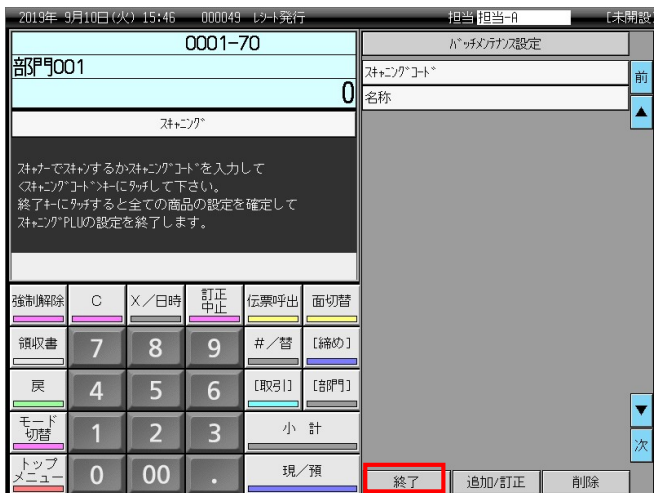 2019年 9月10日(火) 15:46 000049 ﾚｼｰﾄ発行 担当 担当-A [未開設
0001-70
部門001
0
ｽｷｬﾆﾝｸﾞ
ｽｷｬﾅｰでｽｷｬﾝするかｽｷｬﾆﾝｸﾞｺｰﾄﾞを入力して
<ｽｷｬﾆﾝｸﾞｺｰﾄﾞ>ｷｰにﾀｯﾁして下さい。
終了ｷｰにﾀｯﾁすると全ての商品の設定を確定して
ｽｷｬﾆﾝｸﾞPLUの設定を終了します。
ﾊﾞｯﾁﾒﾝﾃﾅﾝｽ設定
ｽｷｬﾆﾝｸﾞｺｰﾄﾞ
名称
前
▲
▼
次
強制解除 C X／日時 訂正 伝票呼出 面切替
中止
領収書 7 8 9 #／替 [締め]
戻 4 5 6 [取引] [部門]
モード
切替 1 2 3 小 計
トップ
メニュー 0 00 . 現／預
終了 追加/訂正 削除